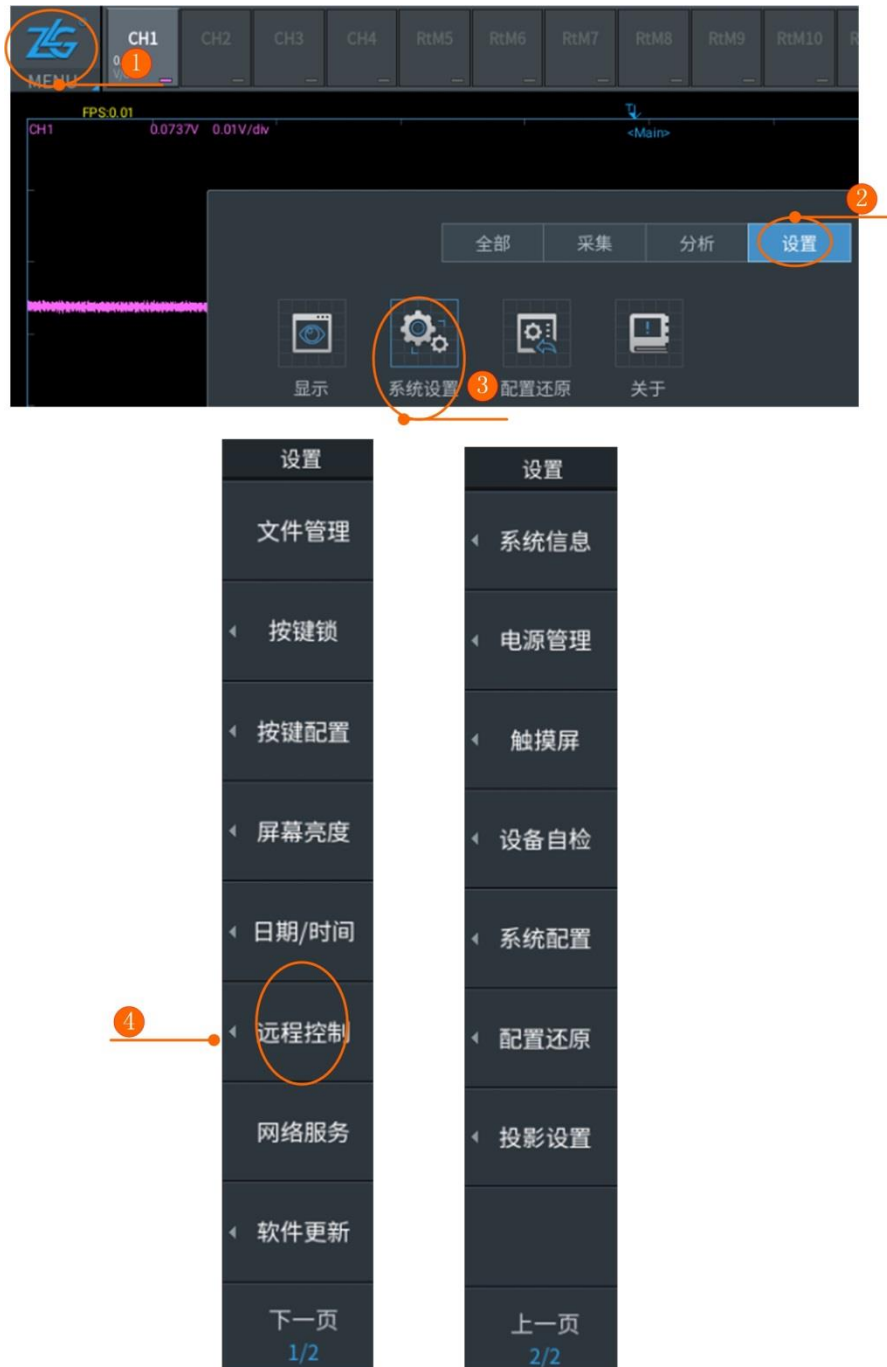 ZLG
CH1 CH2 CH3 CH4 RtM5 RtM6 RtM7 RtM8 RtM9 RtM10 R
MENU
1
FPS:0.01
CH1 0.0737V 0.01V/div
<Main>
2
全部 采集 分析 设置
显示 系统设置 3 配置还原 关于
设置
文件管理
按键锁
按键配置
屏幕亮度
日期/时间
4
远程控制
网络服务
软件更新
下一页
1/2
设置
系统信息
电源管理
触摸屏
设备自检
系统配置
配置还原
投影设置
上一页
2/2